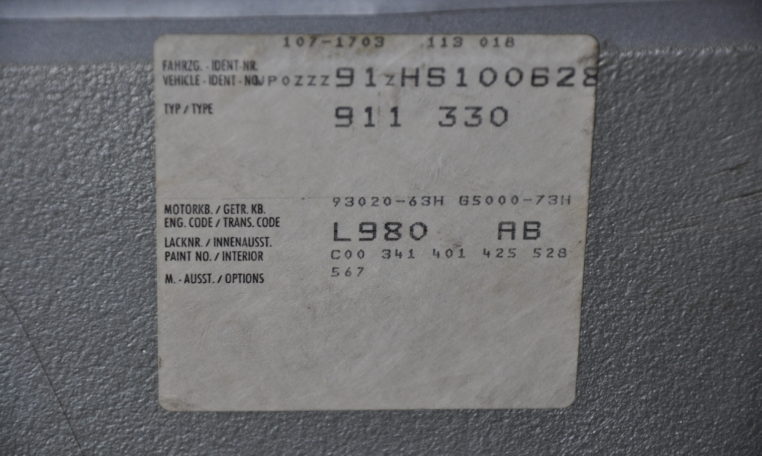 107-1703 113 018
FAHRZG. - IDENT-NR.
VEHICLE - IDENT-NO. WP0ZZZ91ZHS100628
TYP / TYPE 911 330
MOTORKB. / GETR. KB. 93020-63H G5000-73H
ENG. CODE / TRANS. CODE
LACKNR. / INNENAUSST. L980 AB
PAINT NO. / INTERIOR C00 341 401 425 528
M. - AUSST. / OPTIONS 567